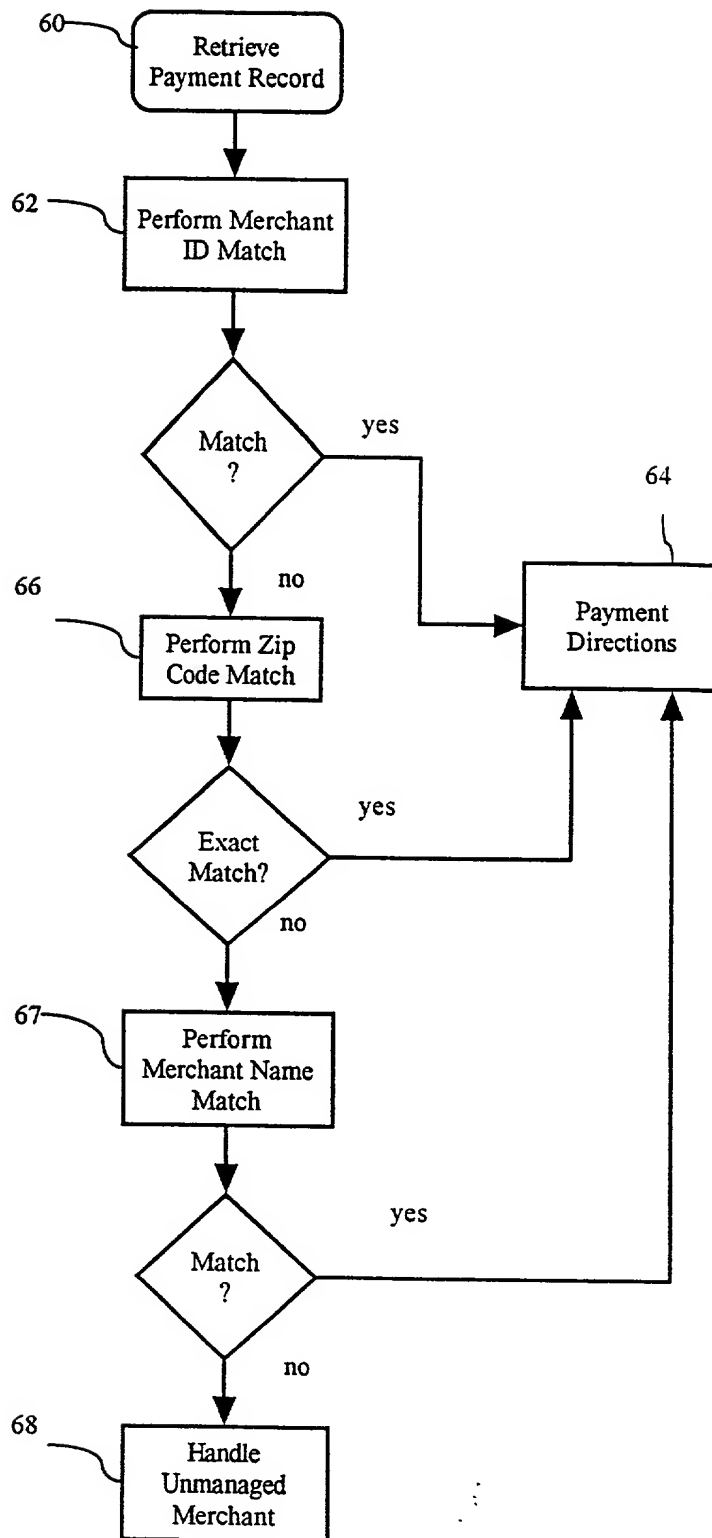 60
Retrieve
Payment Record
62
Perform Merchant
ID Match
Match
?
yes
64
Payment
Directions
no
66
Perform Zip
Code Match
Exact
Match?
yes
no
67
Perform
Merchant Name
Match
Match
?
yes
no
68
Handle
Unmanaged
Merchant